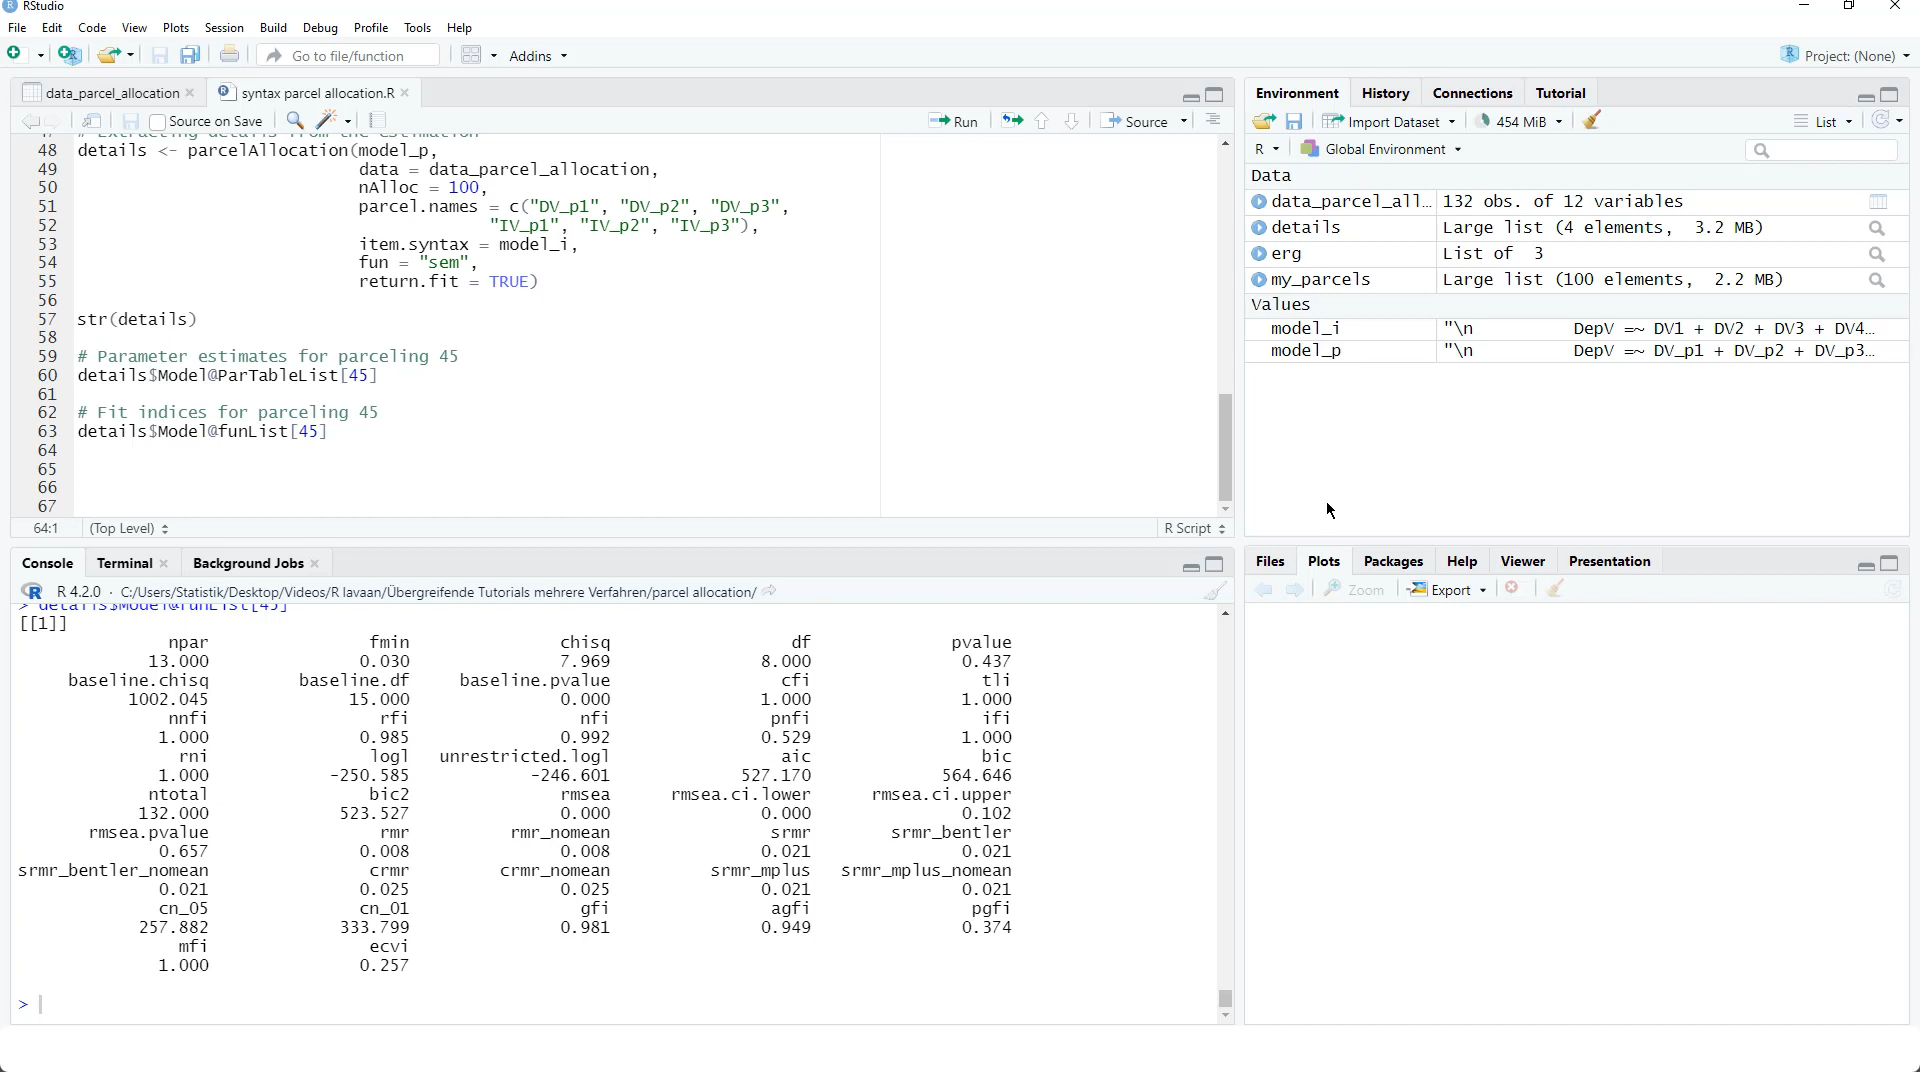 RStudio
File Edit Code View Plots Session Build Debug Profile Tools Help
Go to file/function Addins Project: (None)
data_parcel_allocation syntax parcel allocation.R
Source on Save Run Source
47 # Extracting details from the estimation
48 details <- parcelAllocation(model_p,
49 data = data_parcel_allocation,
50 nAlloc = 100,
51 parcel.names = c("DV_p1", "DV_p2", "DV_p3",
52 "IV_p1", "IV_p2", "IV_p3"),
53 item.syntax = model_i,
54 fun = "sem",
55 return.fit = TRUE)
56
57 str(details)
58
59 # Parameter estimates for parceling 45
60 details$Model@ParTableList[45]
61
62 # Fit indices for parceling 45
63 details$Model@funList[45]
64
65
66
67
64:1 (Top Level) R Script
Console Terminal Background Jobs
R 4.2.0 · C:/Users/Statistik/Desktop/Videos/R lavaan/Übergreifende Tutorials mehrere Verfahren/parcel allocation/
> details$Model@funList[45]
[[1]]
npar fmin chisq df pvalue
13.000 0.030 7.969 8.000 0.437
baseline.chisq baseline.df baseline.pvalue cfi tli
1002.045 15.000 0.000 1.000 1.000
nnfi rfi nfi pnfi ifi
1.000 0.985 0.992 0.529 1.000
rni logl unrestricted.logl aic bic
1.000 -250.585 -246.601 527.170 564.646
ntotal bic2 rmsea rmsea.ci.lower rmsea.ci.upper
132.000 523.527 0.000 0.000 0.102
rmsea.pvalue rmr rmr_nomean srmr srmr_bentler
0.657 0.008 0.008 0.021 0.021
srmr_bentler_nomean crmr crmr_nomean srmr_mplus srmr_mplus_nomean
0.021 0.025 0.025 0.021 0.021
cn_05 cn_01 gfi agfi pgfi
257.882 333.799 0.981 0.949 0.374
mfi ecvi
1.000 0.257
>
Environment History Connections Tutorial
Import Dataset 454 MiB List
R Global Environment
Data
data_parcel_all… 132 obs. of 12 variables
details Large list (4 elements, 3.2 MB)
erg List of 3
my_parcels Large list (100 elements, 2.2 MB)
Values
model_i "\n DepV =~ DV1 + DV2 + DV3 + DV4…
model_p "\n DepV =~ DV_p1 + DV_p2 + DV_p3…
Files Plots Packages Help Viewer Presentation
Zoom Export